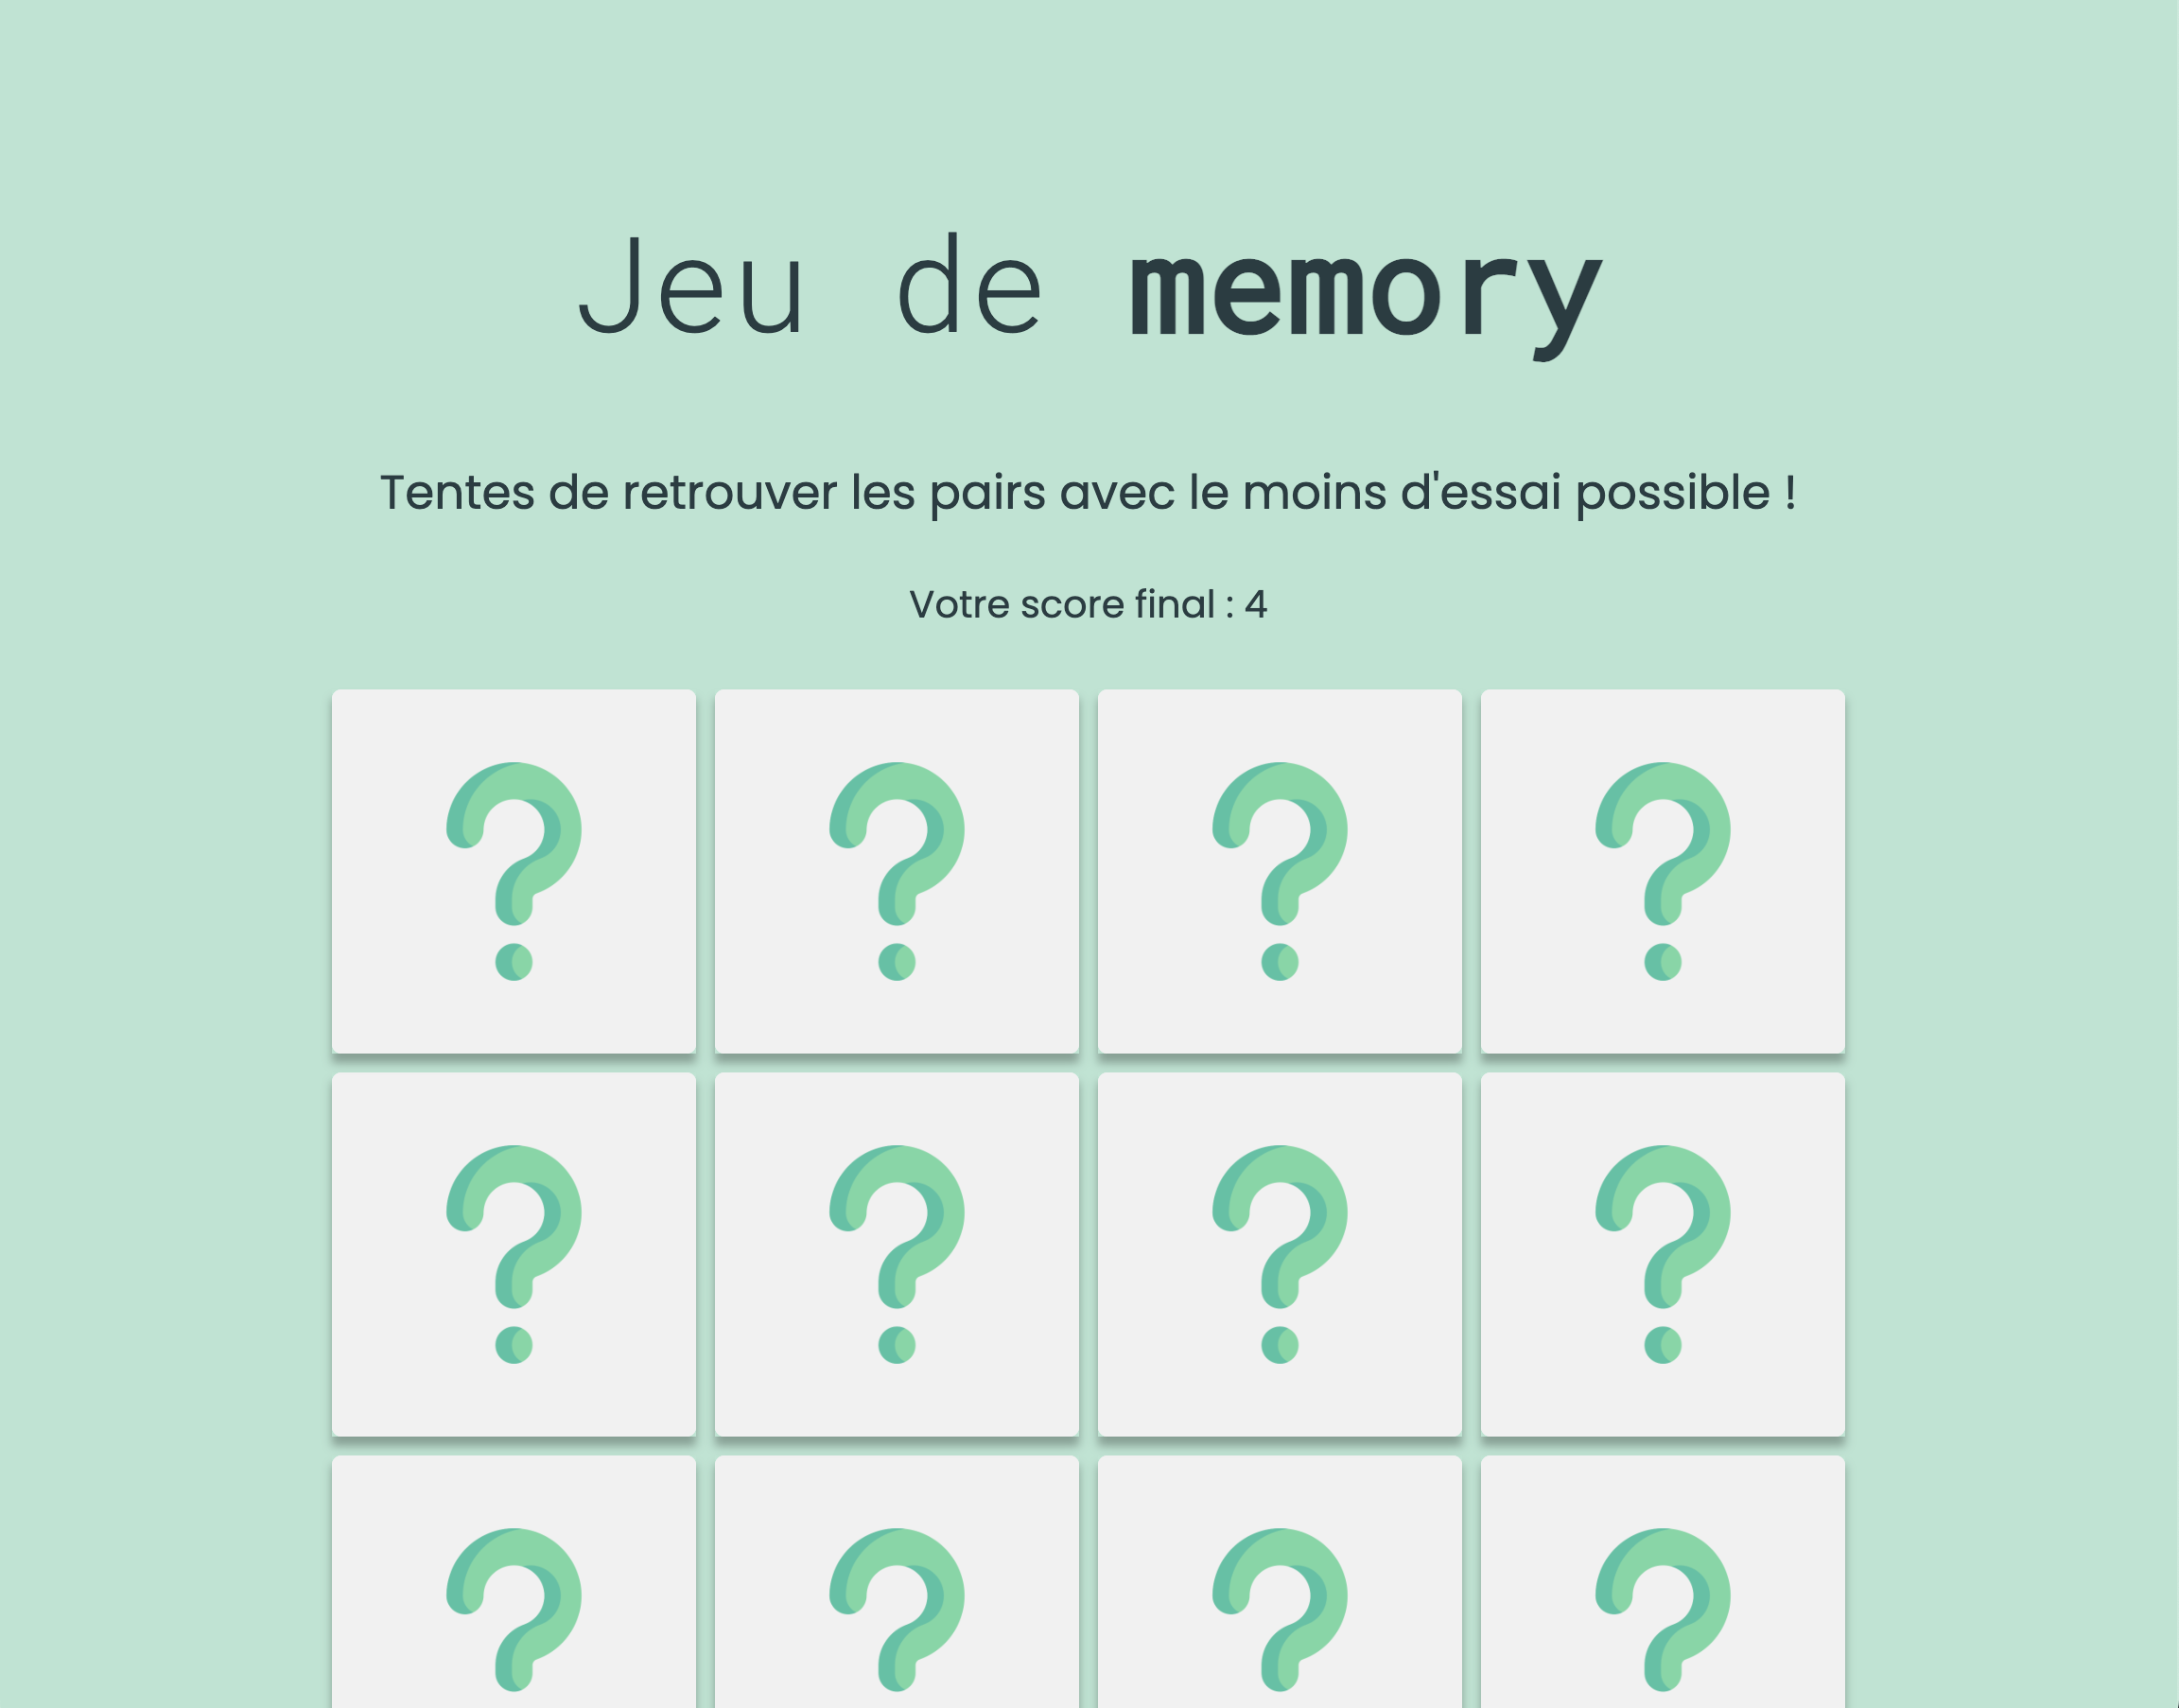 Jeu de memory
Tentes de retrouver les pairs avec le moins d'essai possible !
Votre score final : 4
? ? ? ?
? ? ? ?
? ? ? ?